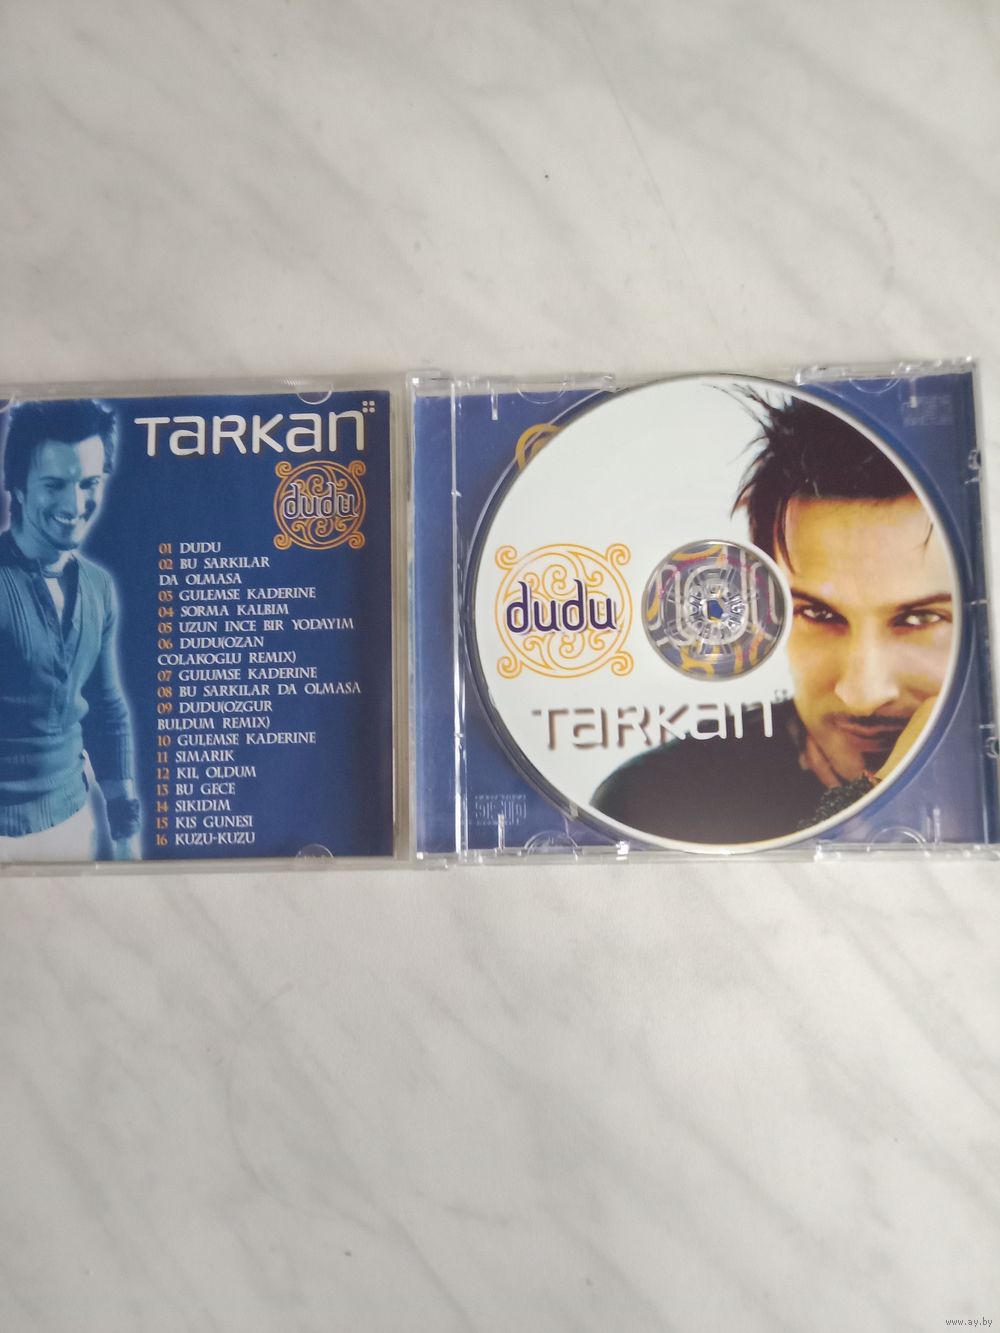 TARKAN
dudu
01 DUDU
02 BU SARKILAR
DA OLMASA
03 GULEMSE KADERINE
04 SORMA KALBIM
05 UZUN INCE BIR YODAYIM
06 DUDU(OZAN
COLAKOGLU REMIX)
07 GULUMSE KADERINE
08 BU SARKILAR DA OLMASA
09 DUDU(OZGUR
BULDUM REMIX)
10 GULEMSE KADERINE
11 SIMARIK
12 KIL OLDUM
13 BU GECE
14 SIKIDIM
15 KIS GUNESI
16 KUZU-KUZU
dudu
TARKAN
www.ay.by